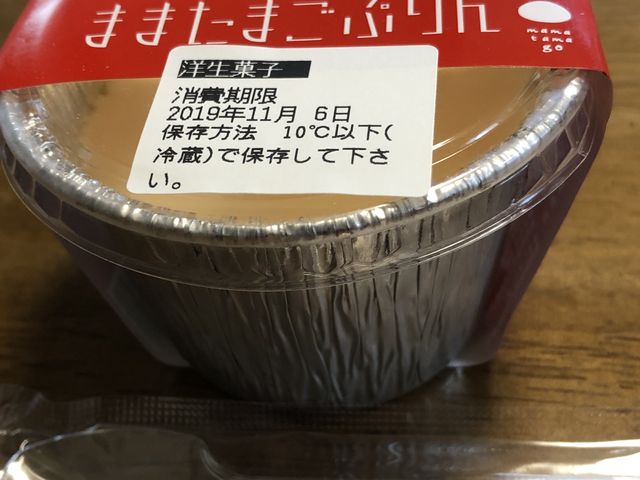 ままたまごぷりん
mama
tama
go
洋生菓子
消費期限
2019年11月 6日
保存方法 10℃以下(
冷蔵)で保存して下さ
い。